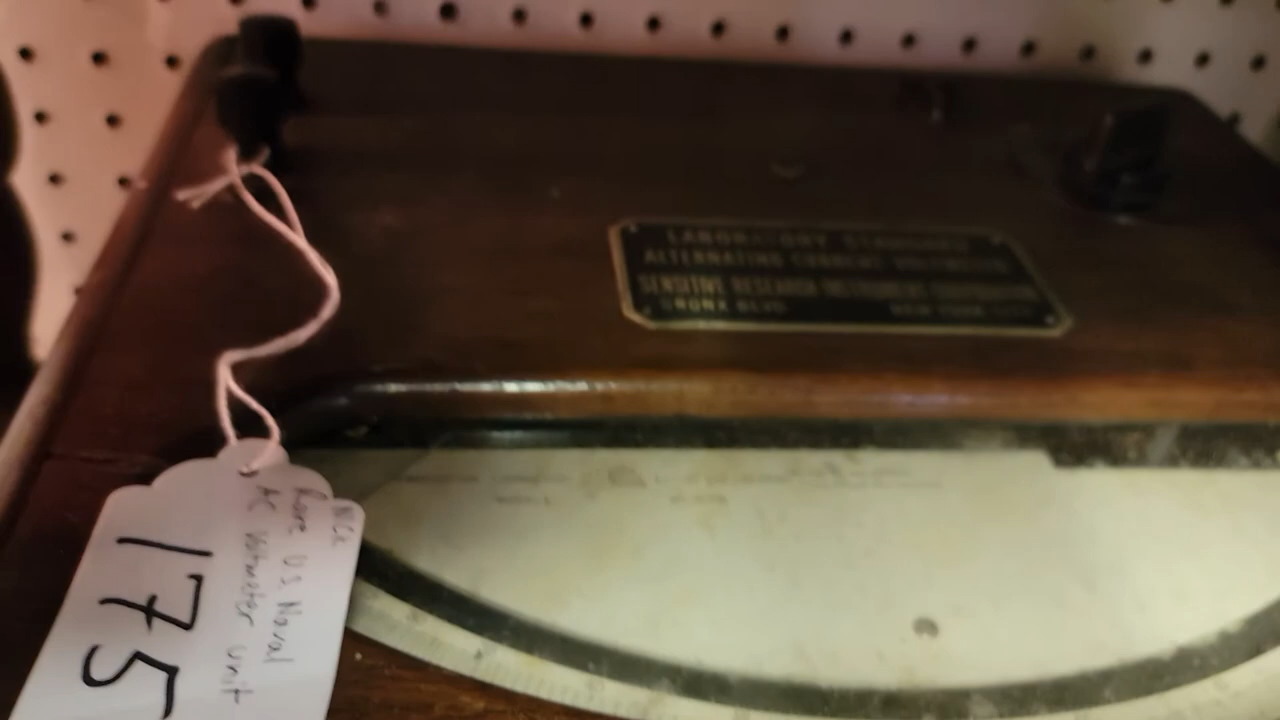 LABORATORY STANDARD
ALTERNATING CURRENT VOLTMETER
SENSITIVE RESEARCH INSTRUMENT CORPORATION
BRONX BLVD. NEW YORK CITY
Rare U.S Naval
AC Voltmeter unit
175